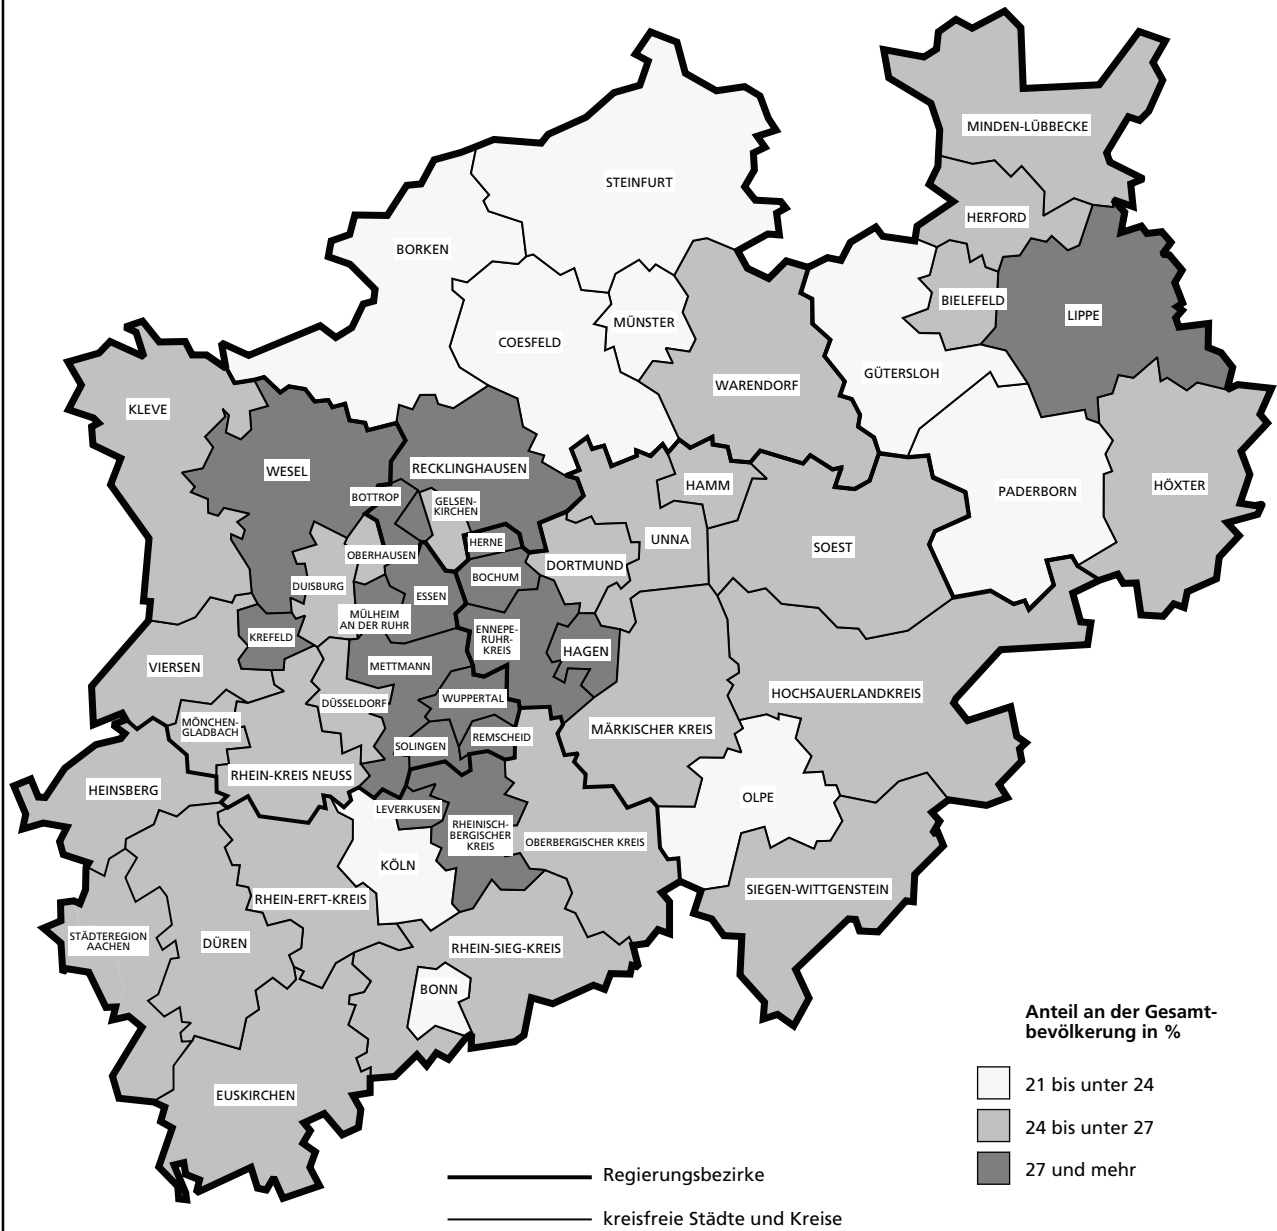 MINDEN-LÜBBECKE
STEINFURT
HERFORD
BORKEN
BIELEFELD
LIPPE
MÜNSTER
COESFELD
GÜTERSLOH
WARENDORF
KLEVE
WESEL
RECKLINGHAUSEN
HAMM
HÖXTER
PADERBORN
BOTTROP
GELSEN-
KIRCHEN
UNNA
HERNE
SOEST
OBERHAUSEN
DORTMUND
BOCHUM
DUISBURG
ESSEN
MÜLHEIM
AN DER RUHR
KREFELD
ENNEPE-
RUHR-
KREIS
HAGEN
VIERSEN
METTMANN
HOCHSAUERLANDKREIS
WUPPERTAL
DÜSSELDORF
MÖNCHEN-
GLADBACH
MÄRKISCHER KREIS
REMSCHEID
SOLINGEN
RHEIN-KREIS NEUSS
HEINSBERG
OLPE
LEVERKUSEN
RHEINISCH-
BERGISCHER
KREIS
OBERBERGISCHER KREIS
KÖLN
SIEGEN-WITTGENSTEIN
RHEIN-ERFT-KREIS
STÄDTEREGION
AACHEN
DÜREN
RHEIN-SIEG-KREIS
BONN
EUSKIRCHEN
Anteil an der Gesamt-
bevölkerung in %
21 bis unter 24
24 bis unter 27
27 und mehr
Regierungsbezirke
kreisfreie Städte und Kreise